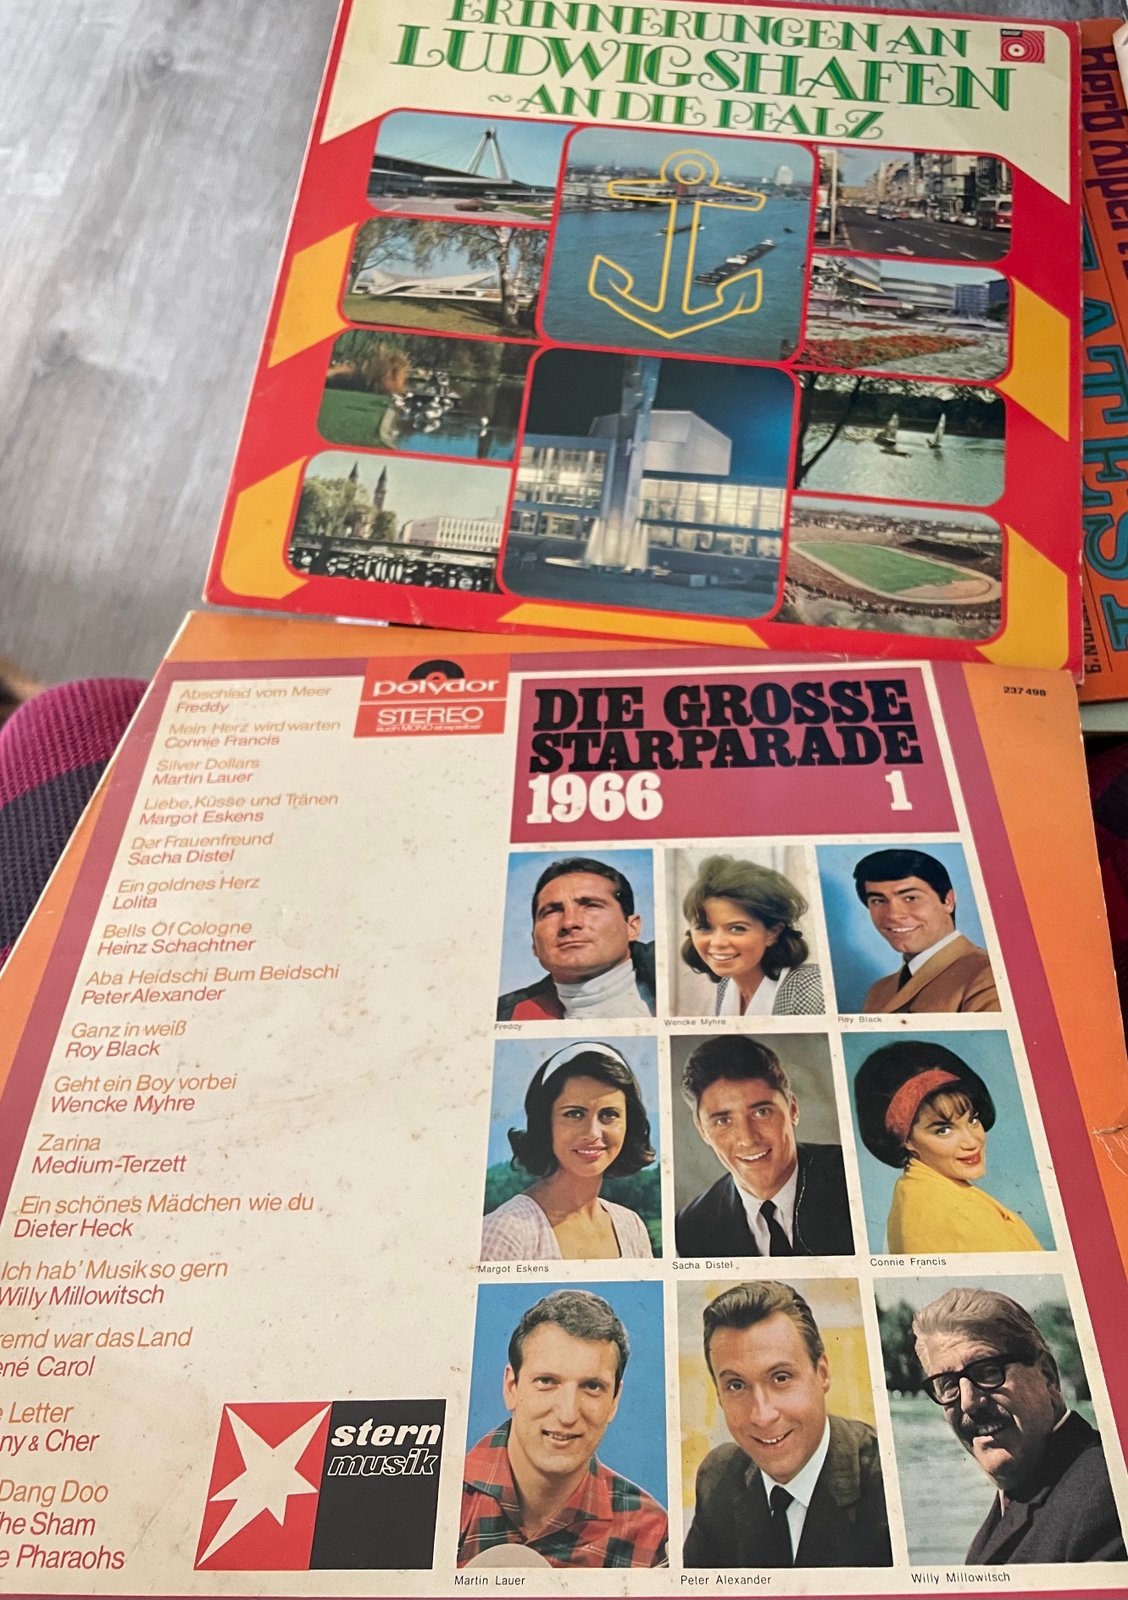 ERINNERUNGEN AN
LUDWIGSHAFEN
~AN DIE PFALZ
BASF
Herb Alpert's
polydor
STEREO
auch MONO abspielbar
DIE GROSSE
STARPARADE
1966 1
237 498
Abschied vom Meer
Freddy
Mein Herz wird warten
Connie Francis
Silver Dollars
Martin Lauer
Liebe, Küsse und Tränen
Margot Eskens
Der Frauenfreund
Sacha Distel
Ein goldnes Herz
Lolita
Bells Of Cologne
Heinz Schachtner
Aba Heidschi Bum Beidschi
Peter Alexander
Ganz in weiß
Roy Black
Geht ein Boy vorbei
Wencke Myhre
Zarina
Medium-Terzett
Ein schönes Mädchen wie du
Dieter Heck
Ich hab' Musik so gern
Willy Millowitsch
remd war das Land
ené Carol
e Letter
ny & Cher
Dang Doo
he Sham
e Pharaohs
stern
musik
Freddy
Wencke Myhre
Roy Black
Margot Eskens
Sacha Distel
Connie Francis
Martin Lauer
Peter Alexander
Willy Millowitsch